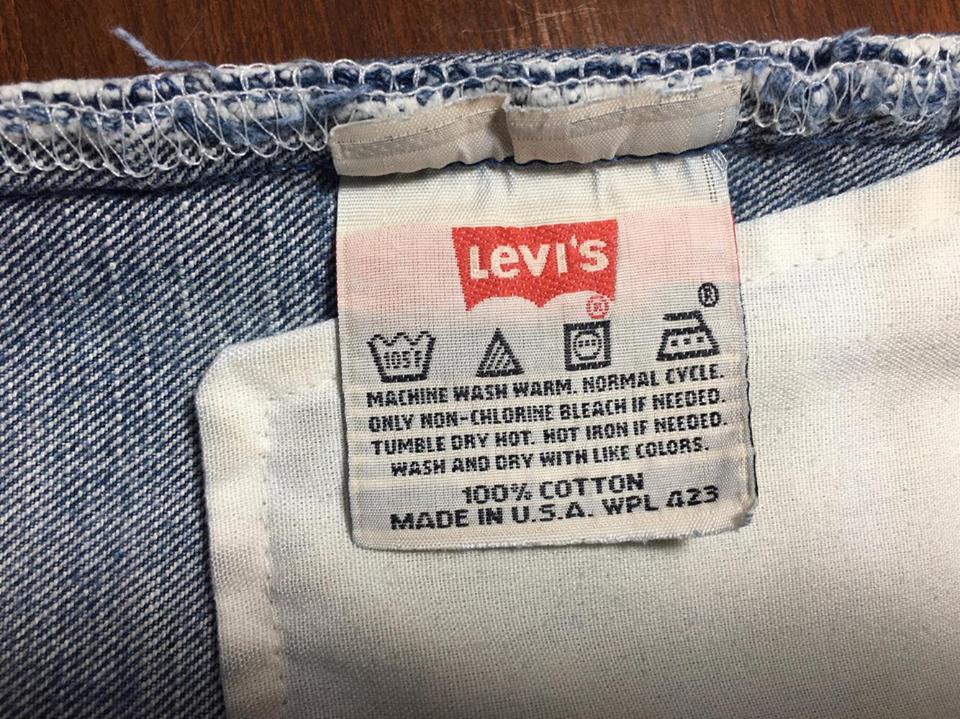 Levi's
®
®
105F
MACHINE WASH WARM. NORMAL CYCLE.
ONLY NON-CHLORINE BLEACH IF NEEDED.
TUMBLE DRY HOT. HOT IRON IF NEEDED.
WASH AND DRY WITH LIKE COLORS.
100% COTTON
MADE IN U.S.A. WPL 423